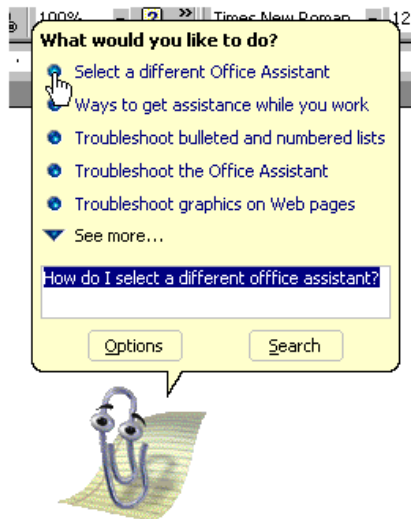 100% 2 >> Times New Roman 12
What would you like to do?
Select a different Office Assistant
Ways to get assistance while you work
Troubleshoot bulleted and numbered lists
Troubleshoot the Office Assistant
Troubleshoot graphics on Web pages
See more...
How do I select a different offfice assistant?
Options Search